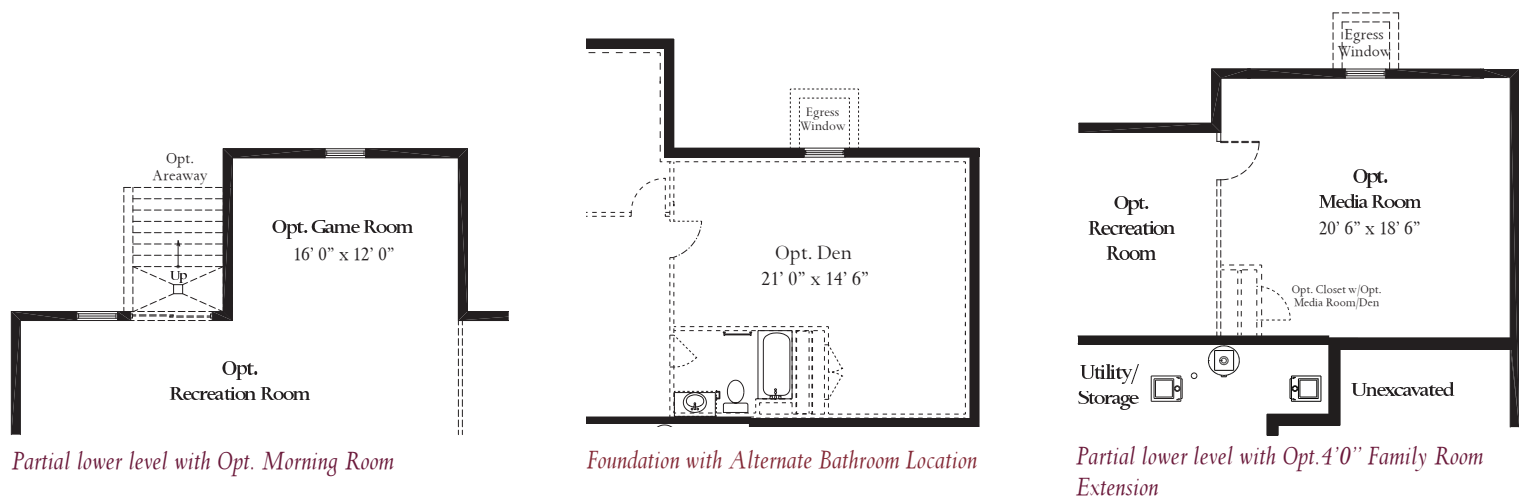 Opt.
Areaway
Up
Opt. Game Room
16' 0" x 12' 0"
Opt.
Recreation Room
Partial lower level with Opt. Morning Room
Egress
Window
Opt. Den
21' 0" x 14' 6"
Foundation with Alternate Bathroom Location
Egress
Window
Opt.
Recreation
Room
Opt.
Media Room
20' 6" x 18' 6"
Opt. Closet w/Opt.
Media Room/Den
Utility/
Storage
Unexcavated
Partial lower level with Opt.4'0'' Family Room
Extension